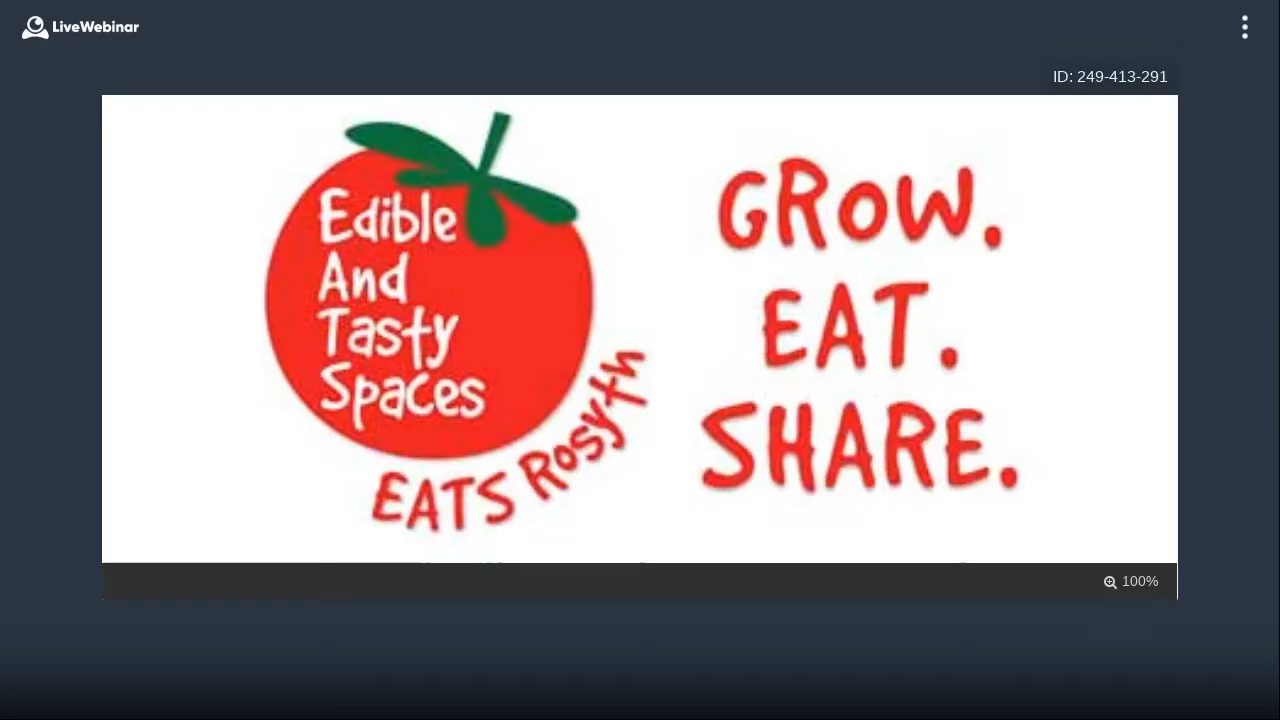 LiveWebinar
ID: 249-413-291
Edible
And
Tasty
Spaces
EATS Rosyth
GROW.
EAT.
SHARE.
100%